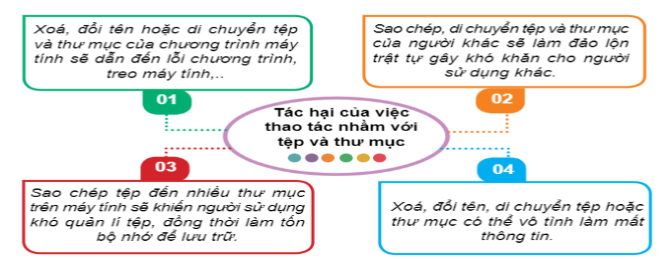 Xoá, đổi tên hoặc di chuyển tệp
và thư mục của chương trình máy
tính sẽ dẫn đến lỗi chương trình,
treo máy tính,..
01
Sao chép, di chuyển tệp và thư mục
của người khác sẽ làm đảo lộn
trật tự gây khó khăn cho người
sử dụng khác.
02
Tác hại của việc
thao tác nhầm với
tệp và thư mục
03
Sao chép tệp đến nhiều thư mục
trên máy tính sẽ khiến người sử dụng
khó quản lí tệp, đồng thời làm tốn
bộ nhớ để lưu trữ.
04
Xoá, đổi tên, di chuyển tệp hoặc
thư mục có thể vô tình làm mất
thông tin.